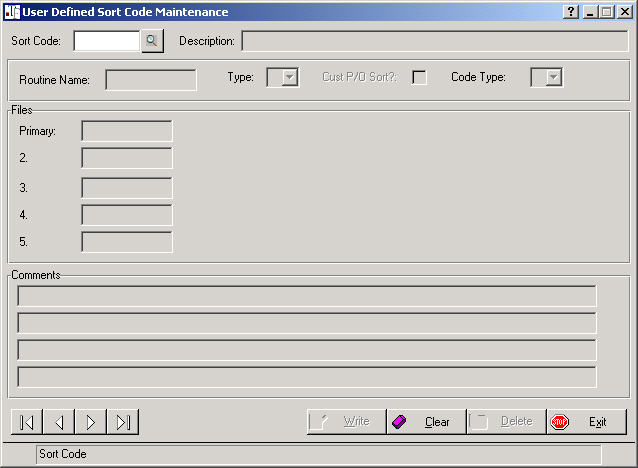 User Defined Sort Code Maintenance
Sort Code: Description:
Routine Name: Type: Cust P/O Sort?: Code Type:
Files
Primary:
2.
3.
4.
5.
Comments
Write Clear Delete STOP Exit
Sort Code